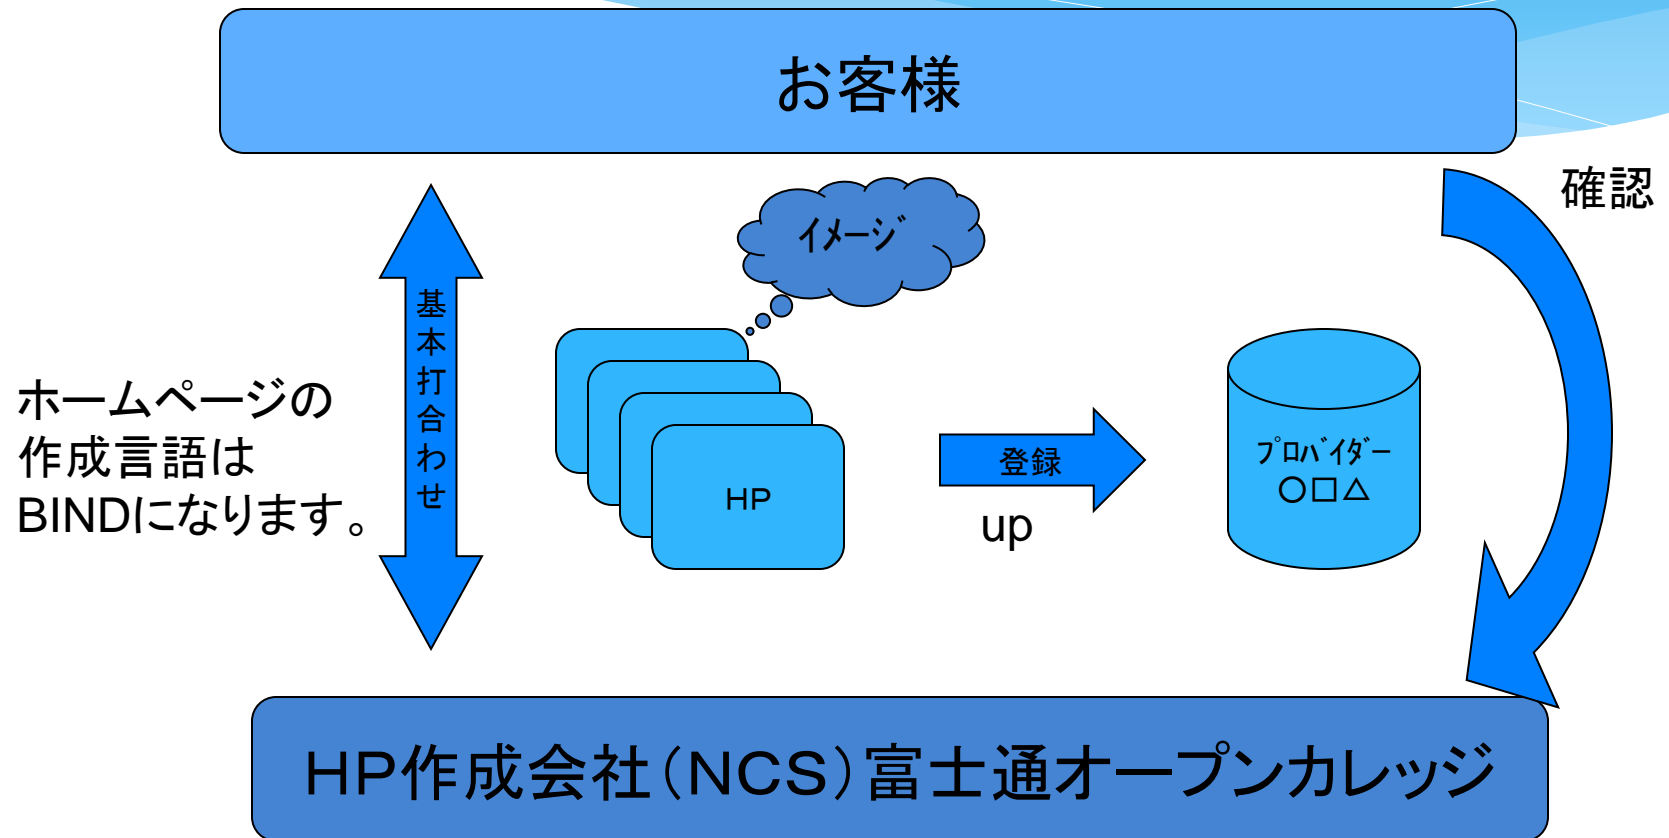 お客様
確認
ｲﾒｰｼﾞ
基本打合わせ
ホームページの
作成言語は
BINDになります。
HP
登録
up
ﾌﾟﾛﾊﾞｲﾀﾞｰ
○□△
ＨＰ作成会社（ＮＣＳ）富士通オープンカレッジ